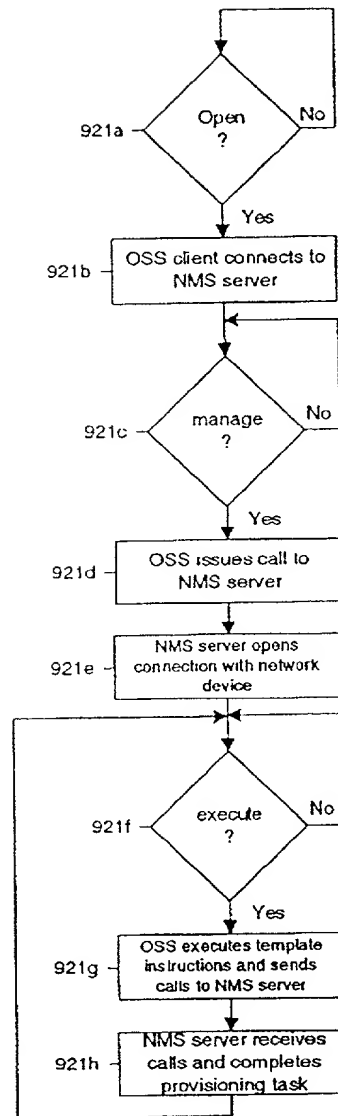 921a
Open
?
No
Yes
921b
OSS client connects to
NMS server
921c
manage
?
No
Yes
921d
OSS issues call to
NMS server
921e
NMS server opens
connection with network
device
921f
execute
?
No
Yes
921g
OSS executes template
instructions and sends
calls to NMS server
921h
NMS server receives
calls and completes
provisioning task